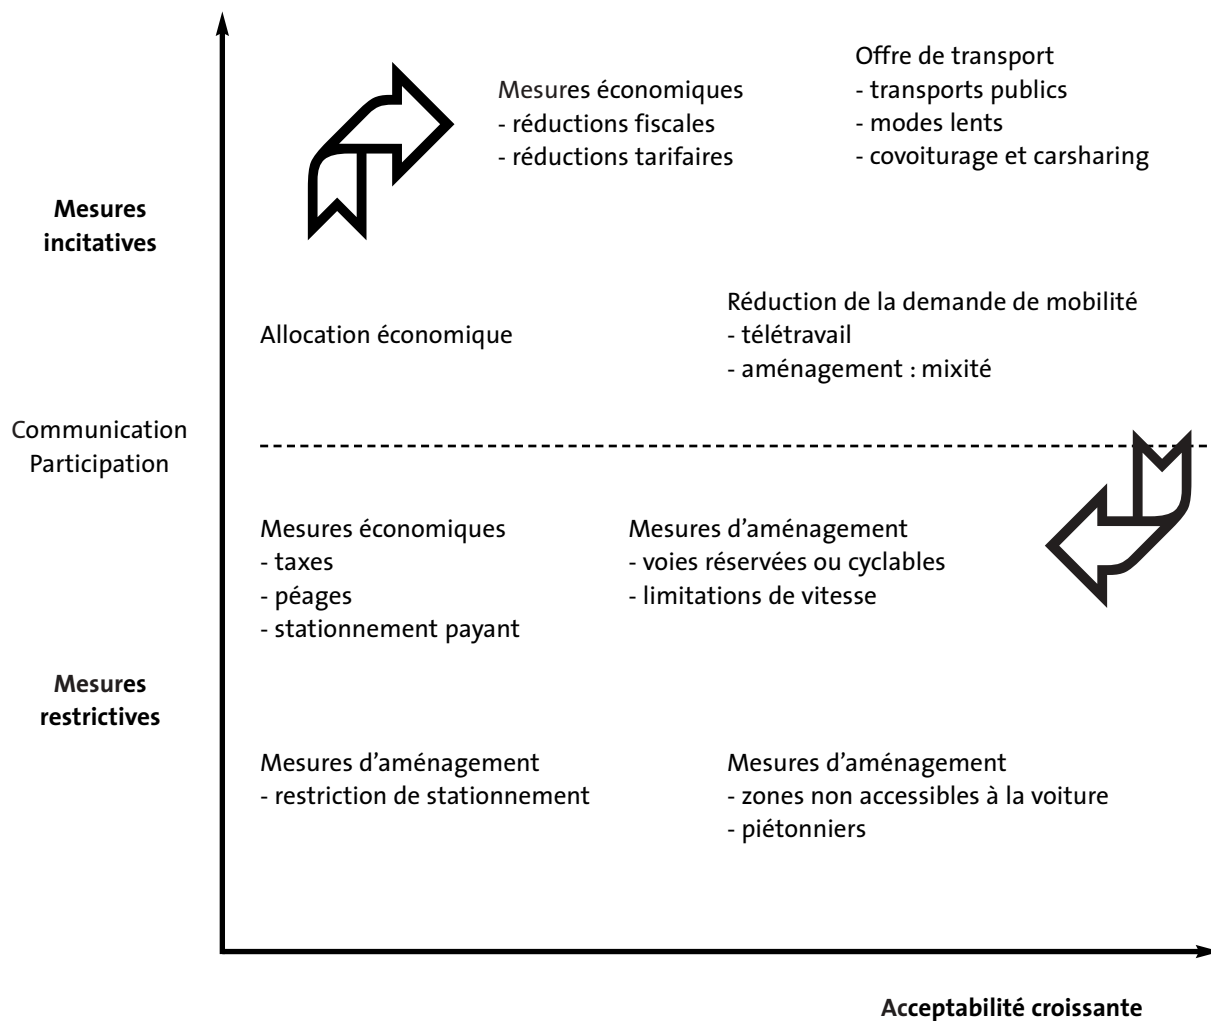 Offre de transport
- transports publics
- modes lents
- covoiturage et carsharing
Mesures économiques
- réductions fiscales
- réductions tarifaires
Mesures
incitatives
Allocation économique
Réduction de la demande de mobilité
- télétravail
- aménagement : mixité
Communication
Participation
Mesures économiques
- taxes
- péages
- stationnement payant
Mesures d’aménagement
- voies réservées ou cyclables
- limitations de vitesse
Mesures
restrictives
Mesures d’aménagement
- restriction de stationnement
Mesures d’aménagement
- zones non accessibles à la voiture
- piétonniers
Acceptabilité croissante